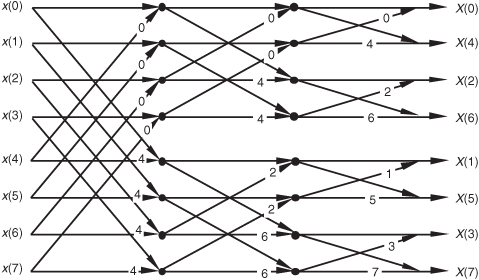 x(0) 0 X(0)
0 0 4
x(1) X(4)
0 0
x(2) 4 2 X(2)
0
x(3) 4 6 X(6)
0
x(4) 4 2 1 X(1)
x(5) 4 2 5 X(5)
x(6) 4 6 3 X(3)
x(7) 4 6 7 X(7)